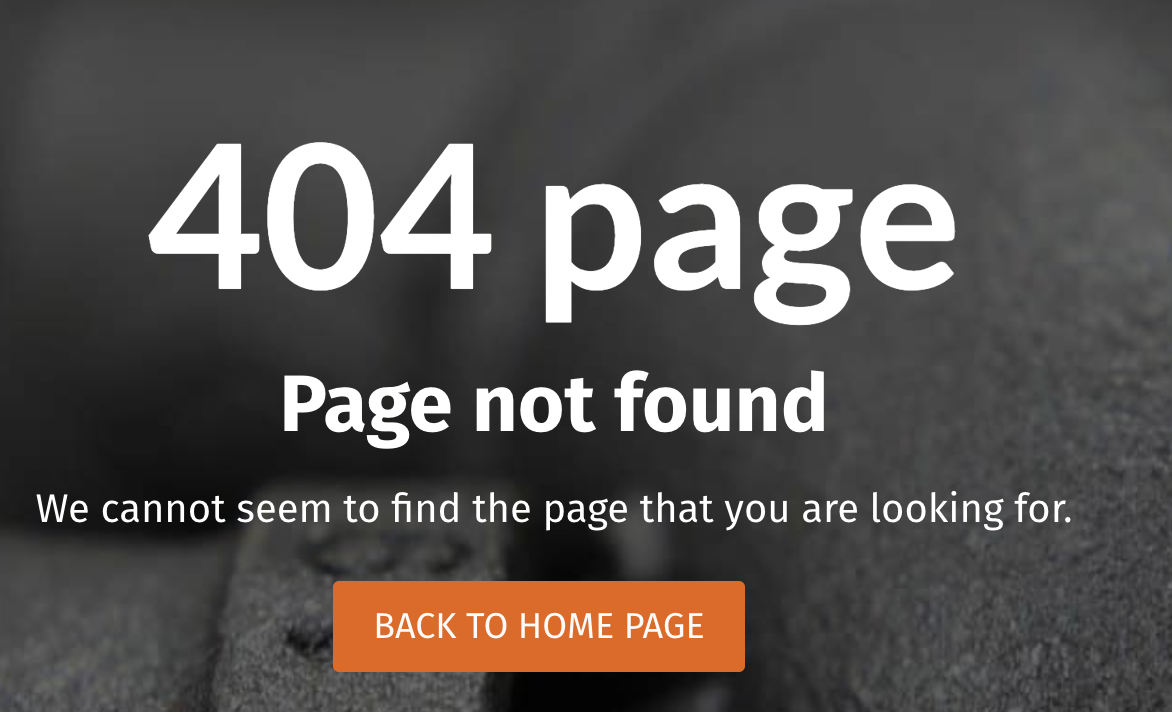 404 page
Page not found
We cannot seem to find the page that you are looking for.
BACK TO HOME PAGE